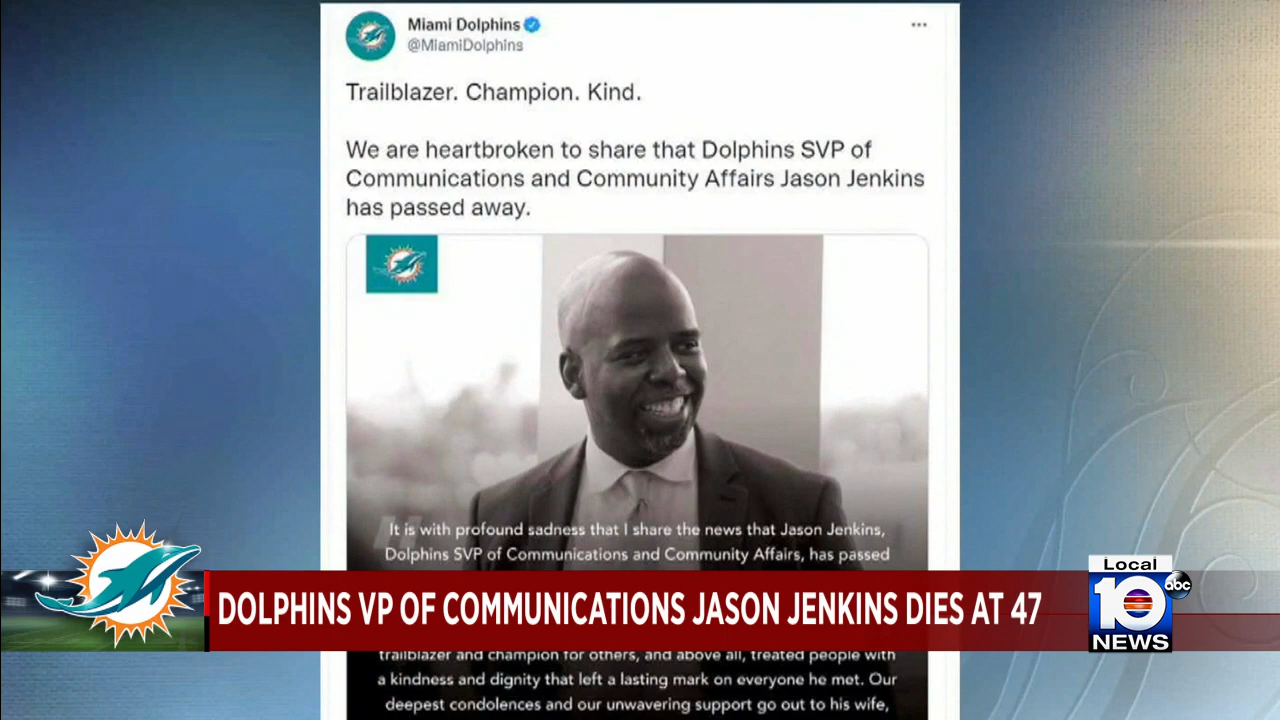 Miami Dolphins
@MiamiDolphins
Trailblazer. Champion. Kind.
We are heartbroken to share that Dolphins SVP of
Communications and Community Affairs Jason Jenkins
has passed away.
It is with profound sadness that I share the news that Jason Jenkins,
Dolphins SVP of Communications and Community Affairs, has passed
DOLPHINS VP OF COMMUNICATIONS JASON JENKINS DIES AT 47
Local
10
abc
NEWS
trailblazer and champion for others, and above all, treated people with
a kindness and dignity that left a lasting mark on everyone he met. Our
deepest condolences and our unwavering support go out to his wife,